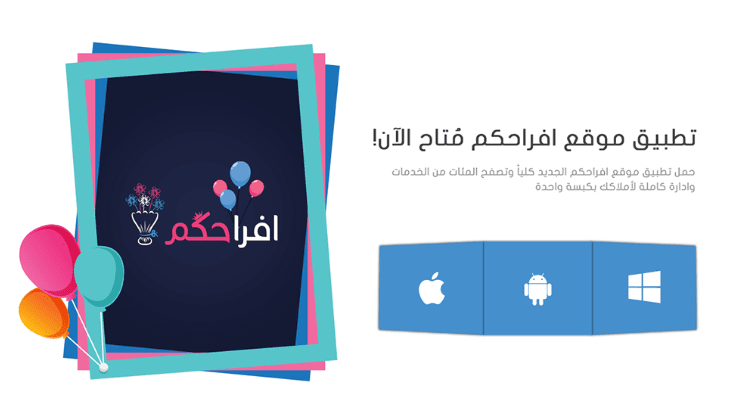 تطبيق موقع افراحكم مُتاح الآن!
حمل تطبيق موقع افراحكم الجديد كلياً وتصفح المئات من الخدمات
وادارة كاملة لأملاكك بكبسة واحدة
افراحكم